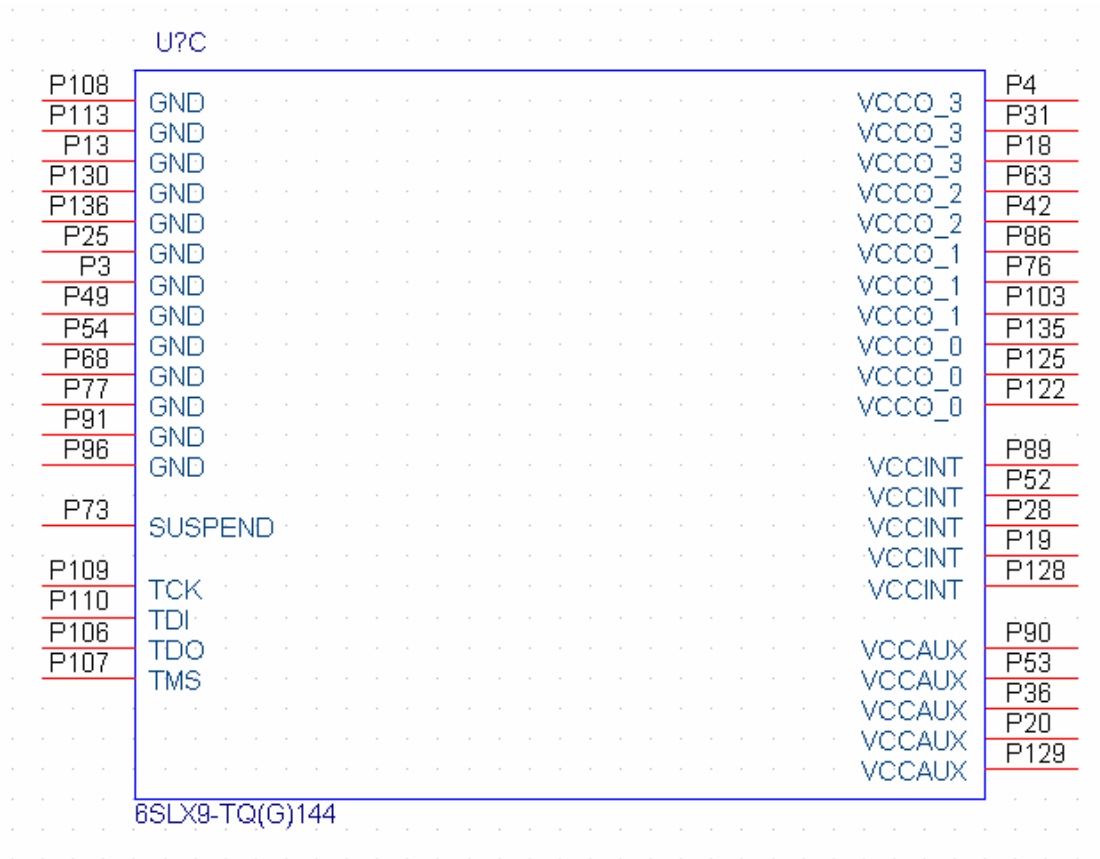 U?C
P108 GND VCCO_3 P4
P113 GND VCCO_3 P31
P13 GND VCCO_3 P18
P130 GND VCCO_2 P63
P136 GND VCCO_2 P42
P25 GND VCCO_1 P86
P3 GND VCCO_1 P76
P49 GND VCCO_1 P103
P54 GND VCCO_0 P135
P68 GND VCCO_0 P125
P77 GND VCCO_0 P122
P91 GND
P96 GND VCCINT P89
VCCINT P52
P73 SUSPEND VCCINT P28
VCCINT P19
P109 TCK VCCINT P128
P110 TDI
P106 TDO VCCAUX P90
P107 TMS VCCAUX P53
VCCAUX P36
VCCAUX P20
VCCAUX P129
6SLX9-TQ(G)144